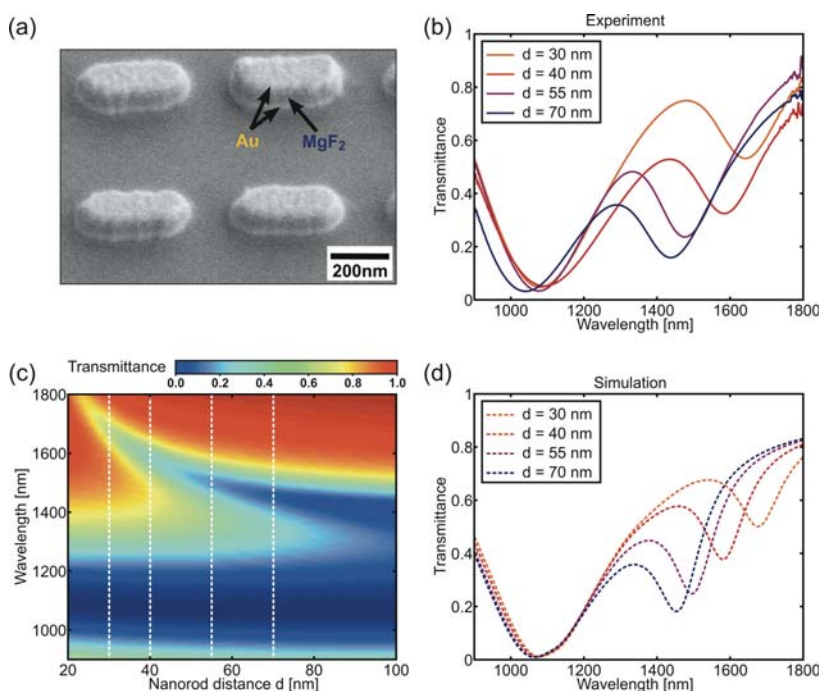 (a)
Au
MgF2
200nm
(b)
Experiment
d = 30 nm
d = 40 nm
d = 55 nm
d = 70 nm
Transmittance
1
0.8
0.6
0.4
0.2
0
1000 1200 1400 1600 1800
Wavelength [nm]
(c)
Transmittance
0.0 0.2 0.4 0.6 0.8 1.0
Wavelength [nm]
1800
1600
1400
1200
1000
20 40 60 80 100
Nanorod distance d [nm]
(d)
Simulation
d = 30 nm
d = 40 nm
d = 55 nm
d = 70 nm
Transmittance
1
0.8
0.6
0.4
0.2
0
1000 1200 1400 1600 1800
Wavelength [nm]